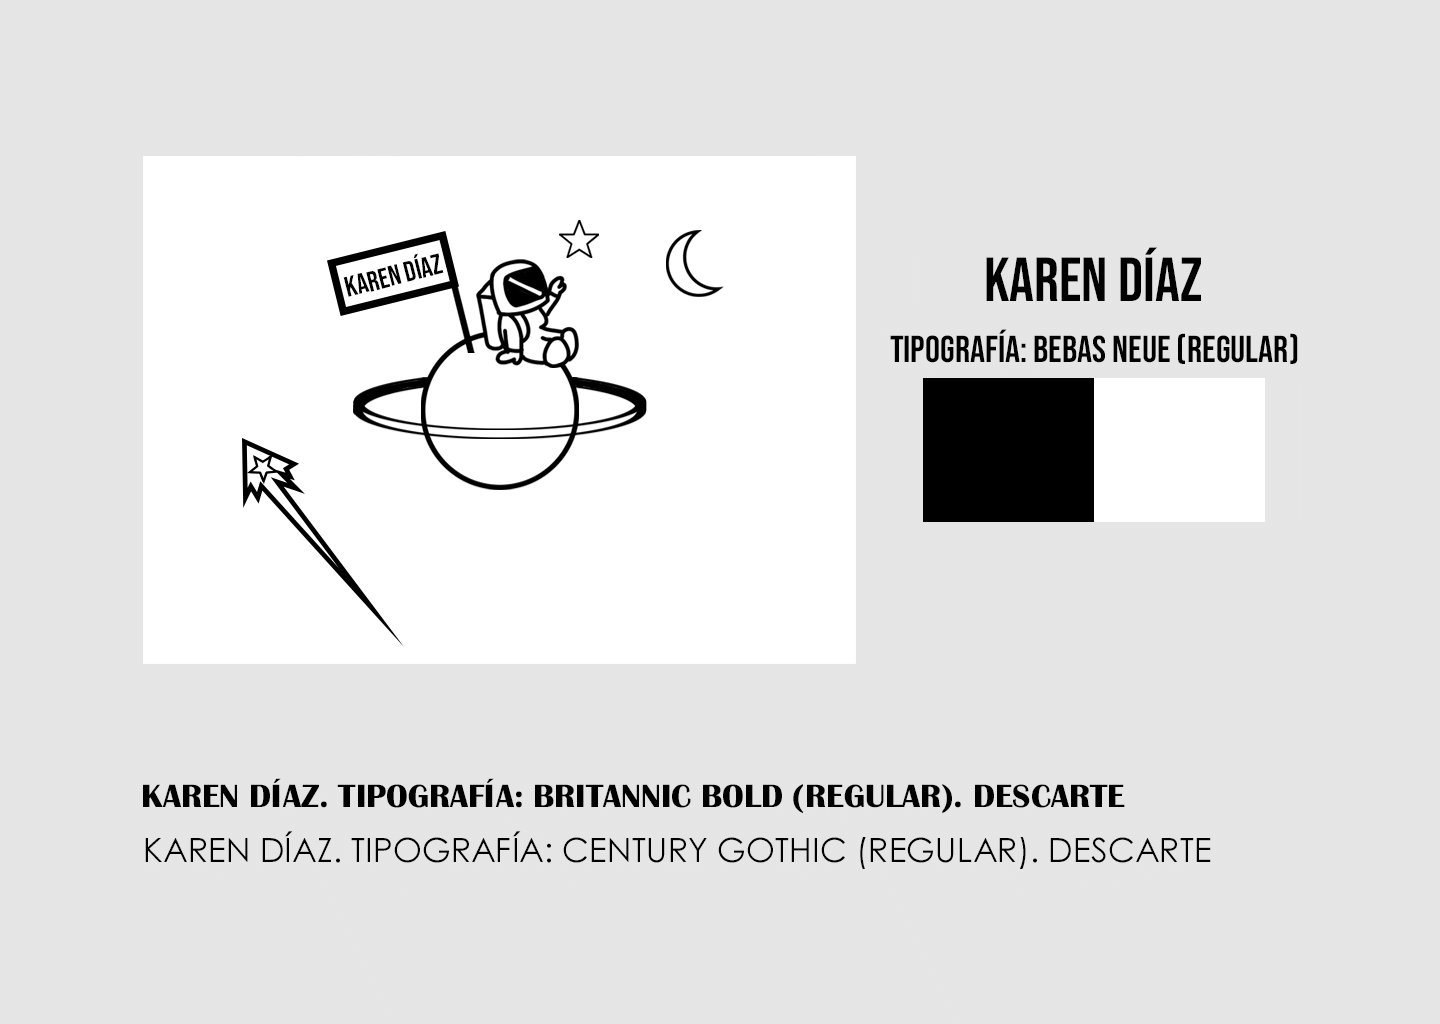 KAREN DÍAZ
KAREN DÍAZ
TIPOGRAFÍA: BEBAS NEUE (REGULAR)
KAREN DÍAZ. TIPOGRAFÍA: BRITANNIC BOLD (REGULAR). DESCARTE
KAREN DÍAZ. TIPOGRAFÍA: CENTURY GOTHIC (REGULAR). DESCARTE